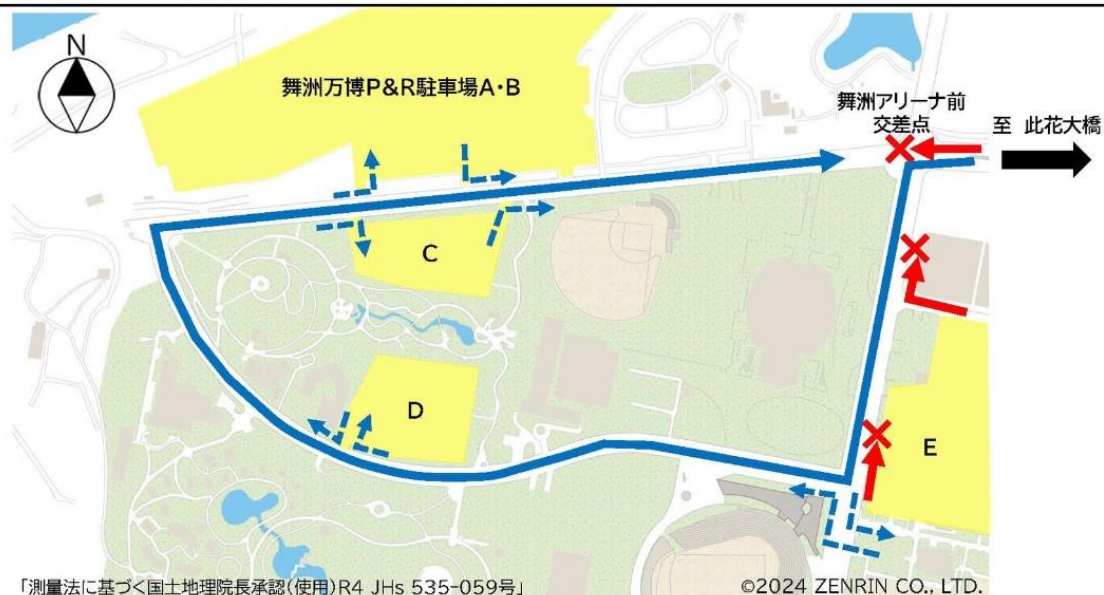 N
舞洲万博P&R駐車場A・B
舞洲アリーナ前
交差点
至 此花大橋
C
D
E
「測量法に基づく国土地理院長承認(使用)R4 JHs 535-059号」
©2024 ZENRIN CO., LTD.